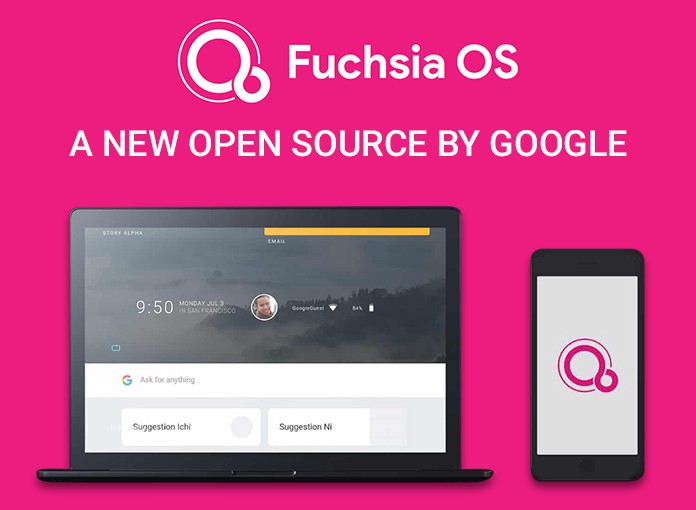 Fuchsia OS
A NEW OPEN SOURCE BY GOOGLE
STORY ALPHA
EMAIL
9:50 MONDAY JUL 3
IN SAN FRANCISCO
GoogleGuest 84%
G Ask for anything
Suggestion Ichi Suggestion Ni